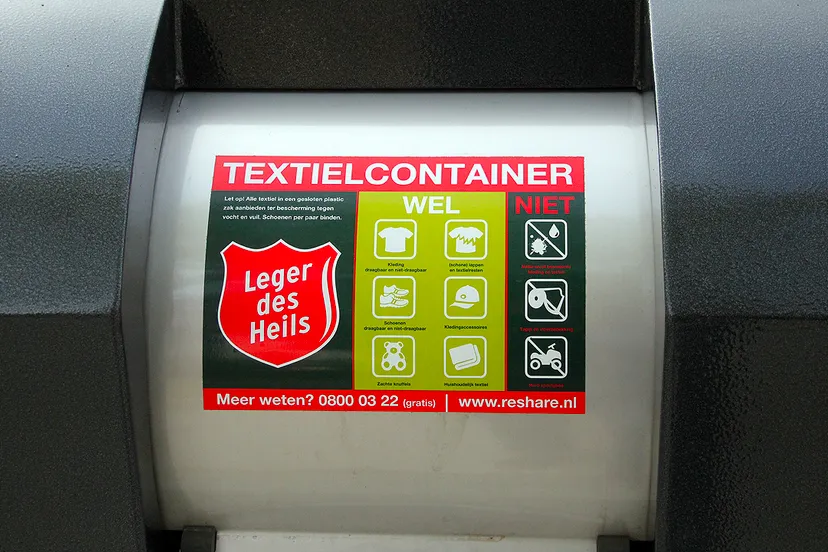 TEXTIELCONTAINER
Let op! Alle textiel in een gesloten plastic
zak aanbieden ter bescherming tegen
vocht en vuil. Schoenen per paar binden.
Leger
des
Heils
WEL
Kleding
draagbaar en niet-draagbaar
(schone) lappen
en textielresten
Schoenen
draagbaar en niet-draagbaar
Kledingaccessoires
Zachte knuffels
Huishoudelijk textiel
NIET
Meer weten? 0800 03 22 (gratis) | www.reshare.nl